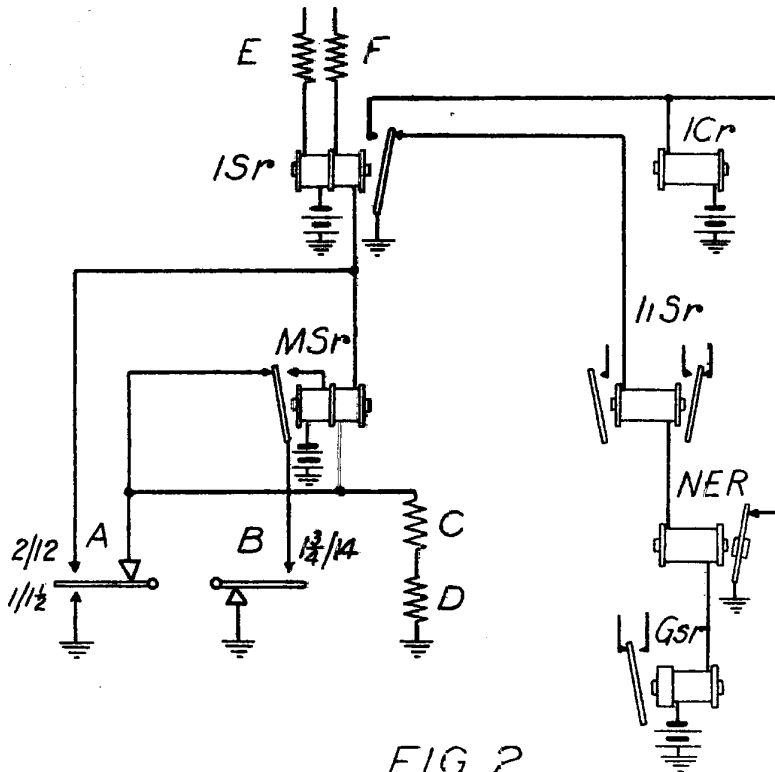 E F
1Sr
1Cr
11Sr
MSr
NER
A
2/12
1/1½
B
1¾/14
C
D
Gsr
FIG. 2